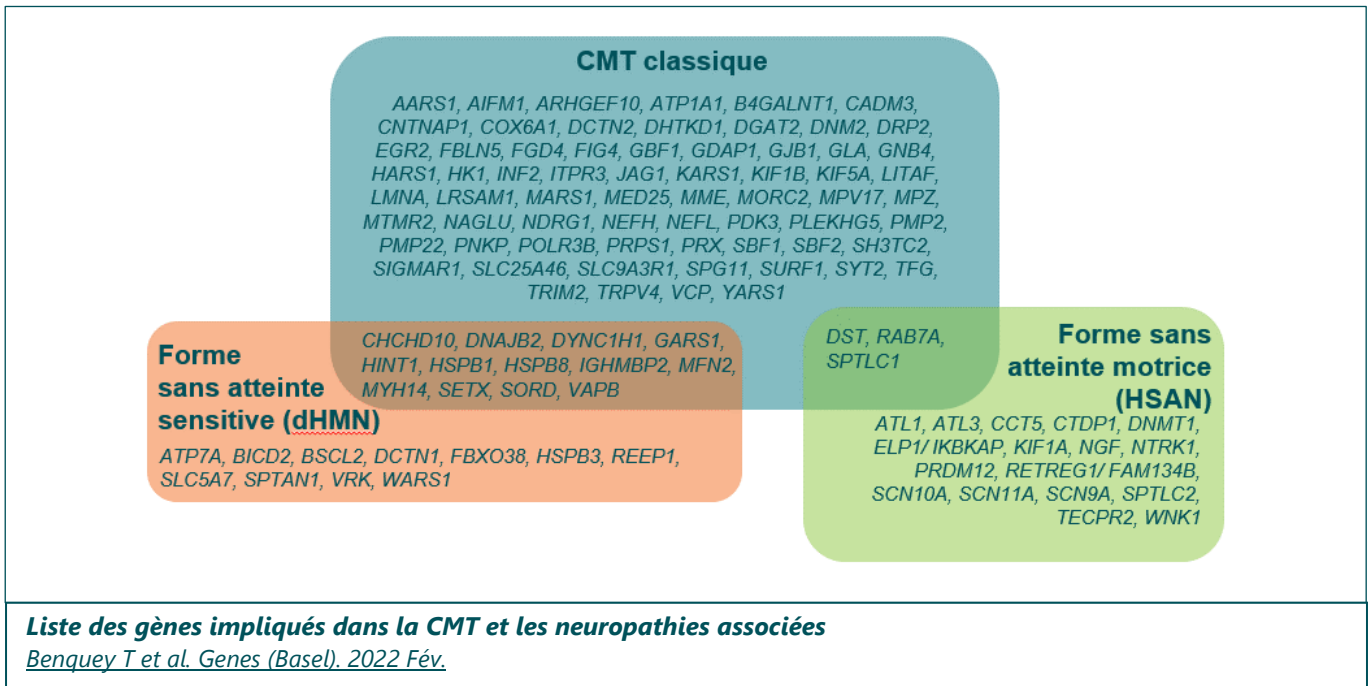 CMT classique
AARS1, AIFM1, ARHGEF10, ATP1A1, B4GALNT1, CADM3,
CNTNAP1, COX6A1, DCTN2, DHTKD1, DGAT2, DNM2, DRP2,
EGR2, FBLN5, FGD4, FIG4, GBF1, GDAP1, GJB1, GLA, GNB4,
HARS1, HK1, INF2, ITPR3, JAG1, KARS1, KIF1B, KIF5A, LITAF,
LMNA, LRSAM1, MARS1, MED25, MME, MORC2, MPV17, MPZ,
MTMR2, NAGLU, NDRG1, NEFH, NEFL, PDK3, PLEKHG5, PMP2,
PMP22, PNKP, POLR3B, PRPS1, PRX, SBF1, SBF2, SH3TC2,
SIGMAR1, SLC25A46, SLC9A3R1, SPG11, SURF1, SYT2, TFG,
TRIM2, TRPV4, VCP, YARS1
CHCHD10, DNAJB2, DYNC1H1, GARS1,
HINT1, HSPB1, HSPB8, IGHMBP2, MFN2,
MYH14, SETX, SORD, VAPB
DST, RAB7A,
SPTLC1
Forme
sans atteinte
sensitive (dHMN)
ATP7A, BICD2, BSCL2, DCTN1, FBXO38, HSPB3, REEP1,
SLC5A7, SPTAN1, VRK, WARS1
Forme sans
atteinte motrice
(HSAN)
ATL1, ATL3, CCT5, CTDP1, DNMT1,
ELP1/ IKBKAP, KIF1A, NGF, NTRK1,
PRDM12, RETREG1/ FAM134B,
SCN10A, SCN11A, SCN9A, SPTLC2,
TECPR2, WNK1
Liste des gènes impliqués dans la CMT et les neuropathies associées
Benquey T et al. Genes (Basel). 2022 Fév.